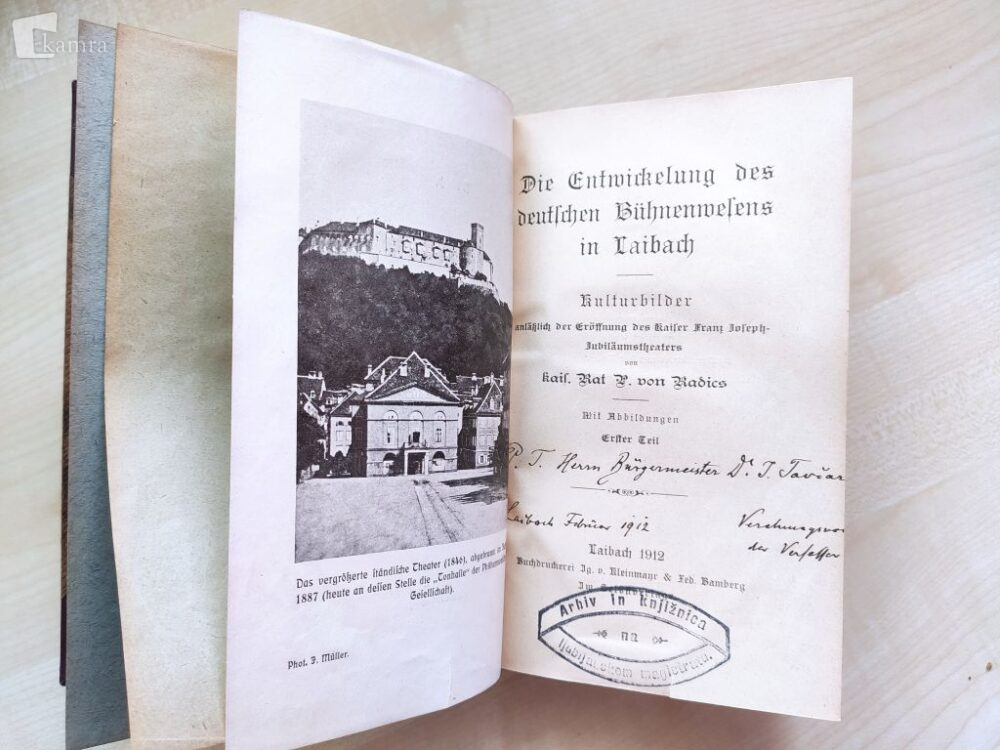 kamra
Das vergrößerte ständische Theater (1846), abgebrannt in
1887 (heute an dessen Stelle die „Tonhalle“ der
Gesellschaft).
Phot. J. Müller.
Die Entwickelung des
deutschen Bühnenwesens
in Laibach
Kulturbilder
anläßlich der Eröffnung des Kaiser Franz Joseph-
Jubiläumstheaters
von
kais. Rat P. von Radics
Mit Abbildungen
Erster Teil
P. T. Herrn Bürgermeister Dr. I. Tavčar
Laibach Februar 1912
der Verfasser
Laibach 1912
Buchdruckerei Ig. v. Kleinmayr & Fed. Bamberg
Im
Arhiv in knjižnica
na
ljubljanskem magistratu.